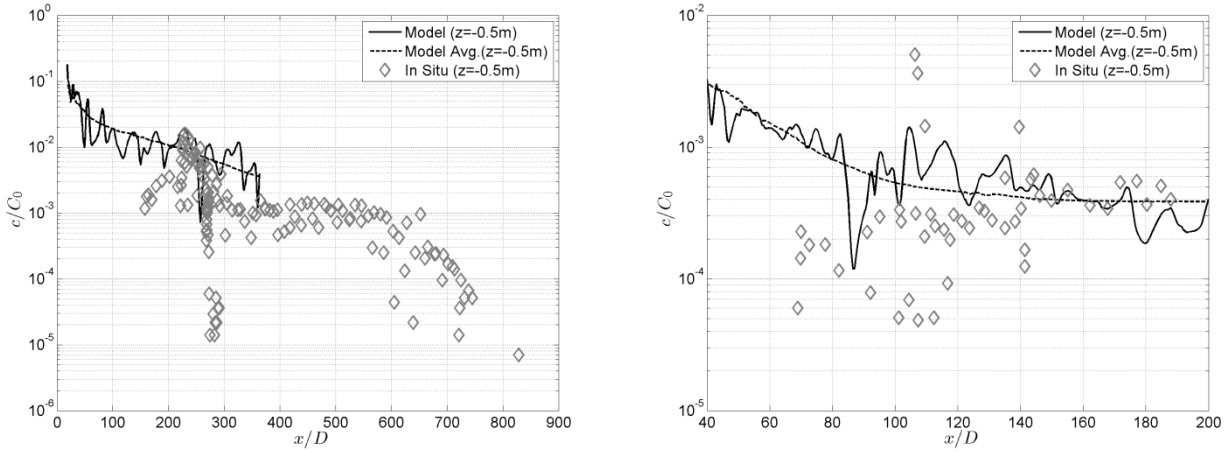 10^0
10^-1
10^-2
10^-3
10^-4
10^-5
10^-6
c/C_0
0 100 200 300 400 500 600 700 800 900
x/D
Model (z=-0.5m)
Model Avg.(z=-0.5m)
In Situ (z=-0.5m)
10^-2
10^-3
10^-4
10^-5
c/C_0
40 60 80 100 120 140 160 180 200
x/D
Model (z=-0.5m)
Model Avg.(z=-0.5m)
In Situ (z=-0.5m)